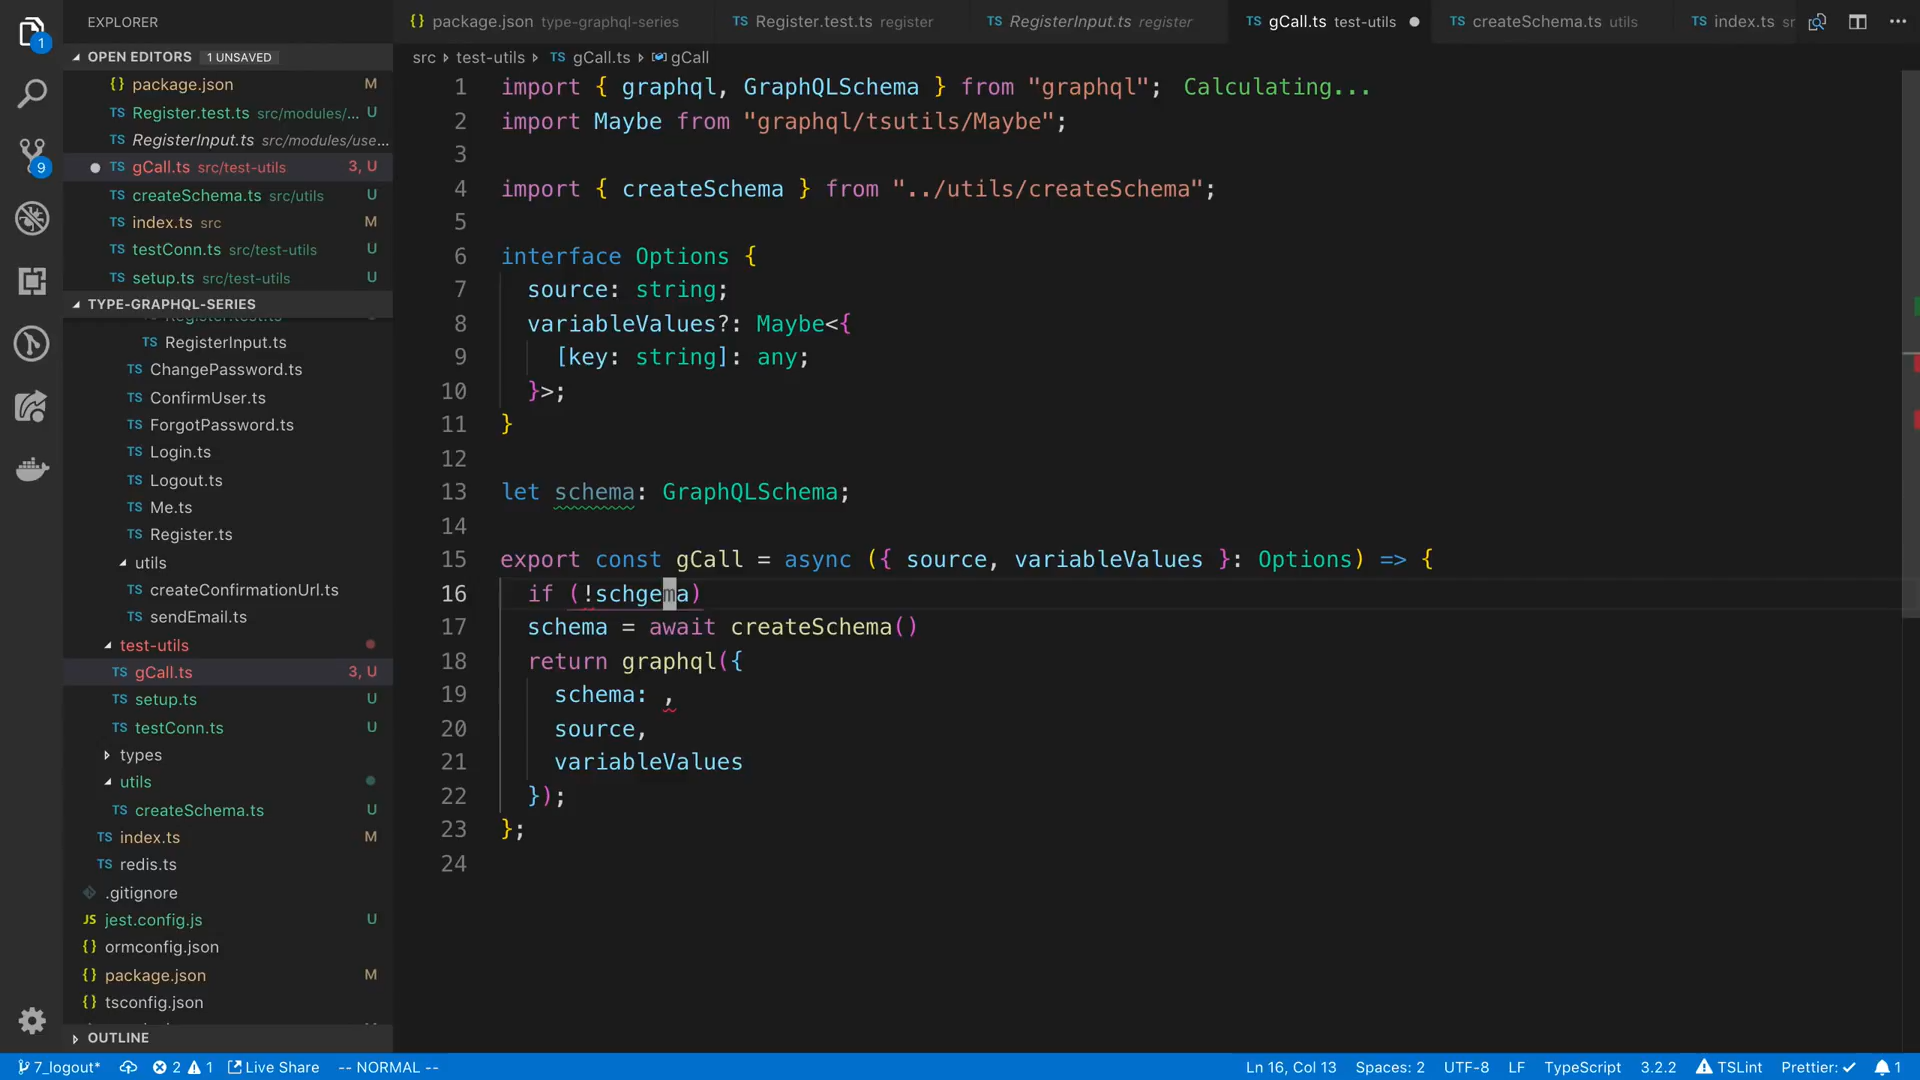 EXPLORER
package.json type-graphql-series
TS Register.test.ts register
TS RegisterInput.ts register
TS gCall.ts test-utils
TS createSchema.ts utils
TS index.ts sr
OPEN EDITORS 1 UNSAVED
{} package.json M
TS Register.test.ts src/modules/... U
TS RegisterInput.ts src/modules/use...
TS gCall.ts src/test-utils 3, U
TS createSchema.ts src/utils U
TS index.ts src M
TS testConn.ts src/test-utils U
TS setup.ts src/test-utils U
TYPE-GRAPHQL-SERIES
Register.test.ts
TS RegisterInput.ts
TS ChangePassword.ts
TS ConfirmUser.ts
TS ForgotPassword.ts
TS Login.ts
TS Logout.ts
TS Me.ts
TS Register.ts
utils
TS createConfirmationUrl.ts
TS sendEmail.ts
test-utils
TS gCall.ts 3, U
TS setup.ts U
TS testConn.ts U
types
utils
TS createSchema.ts U
TS index.ts M
TS redis.ts
.gitignore
JS jest.config.js U
{} ormconfig.json
{} package.json M
tsconfig.json
OUTLINE
1
9
src test-utils TS gCall.ts gCall
1 import { graphql, GraphQLSchema } from "graphql"; Calculating...
2 import Maybe from "graphql/tsutils/Maybe";
3
4 import { createSchema } from "../utils/createSchema";
5
6 interface Options {
7 source: string;
8 variableValues?: Maybe<{
9 [key: string]: any;
10 }>;
11 }
12
13 let schema: GraphQLSchema;
14
15 export const gCall = async ({ source, variableValues }: Options) => {
16 if (!schgema)
17 schema = await createSchema()
18 return graphql({
19 schema: ,
20 source,
21 variableValues
22 });
23 };
24
7_logout* 2 1 Live Share -- NORMAL -- Ln 16, Col 13 Spaces: 2 UTF-8 LF TypeScript 3.2.2 TSLint Prettier: ✓ 1